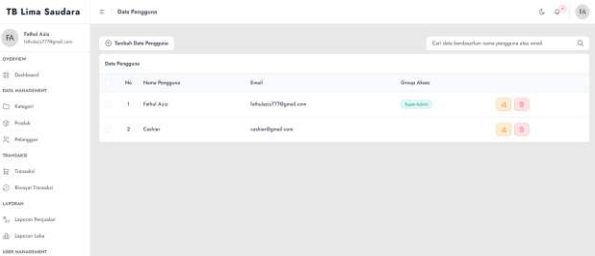 TB Lima Saudara
Data Pengguna
FA
FA
Fathul Aziz
fathulaziz777@gmail.com
OVERVIEW
Dashboard
DATA MANAGEMENT
Kategori
Produk
Pelanggan
TRANSAKSI
Transaksi
Riwayat Transaksi
LAPORAN
Laporan Penjualan
Laporan Laba
USER MANAGEMENT
Tambah Data Pengguna
Cari data berdasarkan nama pengguna atau email
Data Pengguna
No Nama Pengguna Email Group Akses
1 Fathul Aziz fathulaziz777@gmail.com Super Admin
2 Cashier cashier@gmail.com